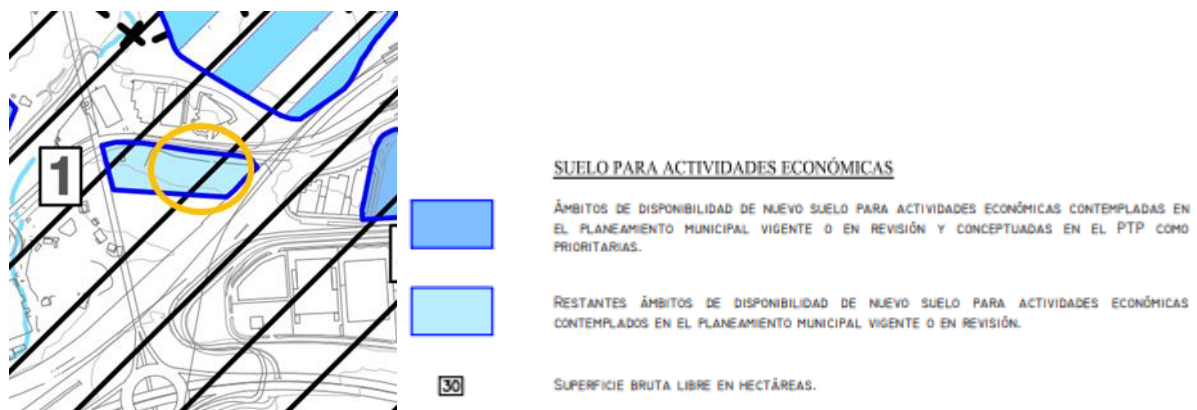 1
SUELO PARA ACTIVIDADES ECONÓMICAS
ÁMBITOS DE DISPONIBILIDAD DE NUEVO SUELO PARA ACTIVIDADES ECONÓMICAS CONTEMPLADAS EN
EL PLANEAMIENTO MUNICIPAL VIGENTE O EN REVISIÓN Y CONCEPTUADAS EN EL PTP COMO
PRIORITARIAS.
RESTANTES ÁMBITOS DE DISPONIBILIDAD DE NUEVO SUELO PARA ACTIVIDADES ECONÓMICAS
CONTEMPLADOS EN EL PLANEAMIENTO MUNICIPAL VIGENTE O EN REVISIÓN.
30
SUPERFICIE BRUTA LIBRE EN HECTÁREAS.